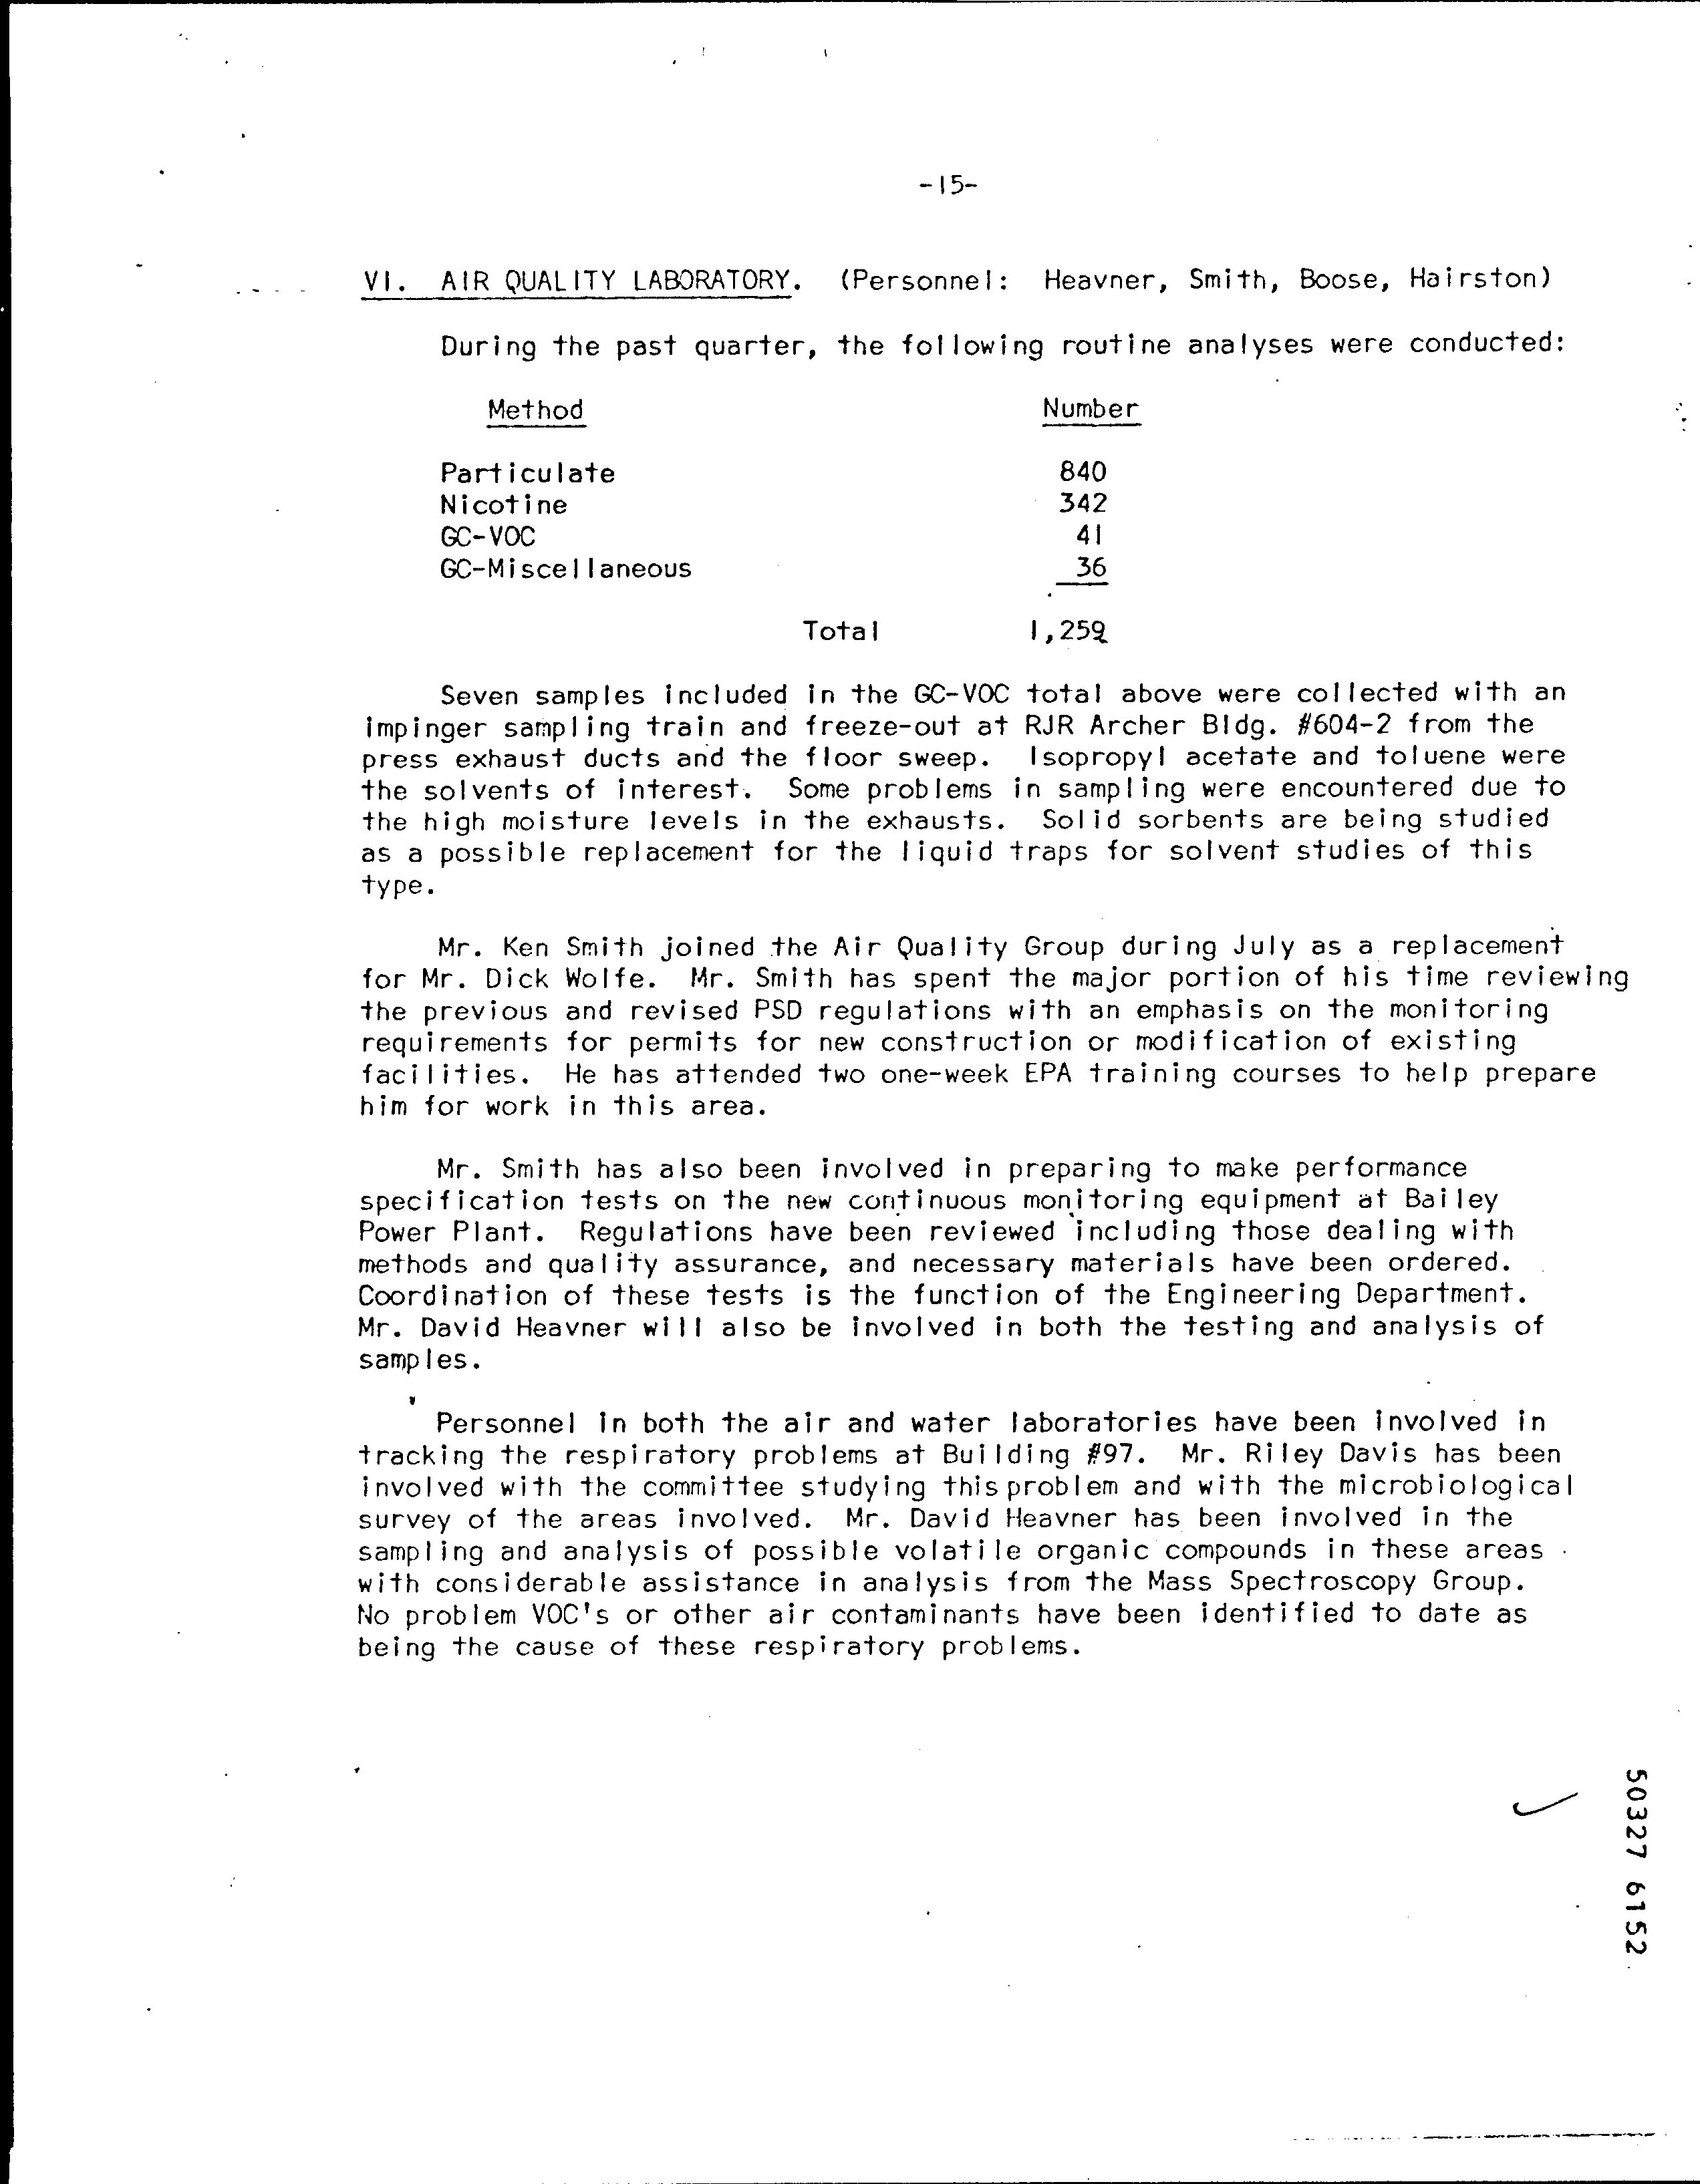 -15-
VI. AIR QUALITY LABORATORY. (Personnel: Heavner, Smith, Boose, Hairston)
During the past quarter, the following routine analyses were conducted:
Method Number
Particulate 840
Nicotine 342
GC-VOC 41
GC-Miscellaneous 36
Total 1,259
Seven samples included in the GC-VOC total above were collected with an
impinger sampling train and freeze-out at RJR Archer Bldg. #604-2 from the
press exhaust ducts and the floor sweep. Isopropyl acetate and toluene were
the solvents of interest. Some problems in sampling were encountered due to
the high moisture levels in the exhausts. Solid sorbents are being studied
as a possible replacement for the liquid traps for solvent studies of this
type.
Mr. Ken Smith joined the Air Quality Group during July as a replacement
for Mr. Dick Wolfe. Mr. Smith has spent the major portion of his time reviewing
the previous and revised PSD regulations with an emphasis on the monitoring
requirements for permits for new construction or modification of existing
facilities. He has attended two one-week EPA training courses to help prepare
him for work in this area.
Mr. Smith has also been involved in preparing to make performance
specification tests on the new continuous monitoring equipment at Bailey
Power Plant. Regulations have been reviewed including those dealing with
methods and quality assurance, and necessary materials have been ordered.
Coordination of these tests is the function of the Engineering Department.
Mr. David Heavner will also be involved in both the testing and analysis of
samples.
Personnel in both the air and water laboratories have been involved in
tracking the respiratory problems at Building #97. Mr. Riley Davis has been
involved with the committee studying this problem and with the microbiological
survey of the areas involved. Mr. David Heavner has been involved in the
sampling and analysis of possible volatile organic compounds in these areas
with considerable assistance in analysis from the Mass Spectroscopy Group.
No problem VOC's or other air contaminants have been identified to date as
being the cause of these respiratory problems.
50327 6152